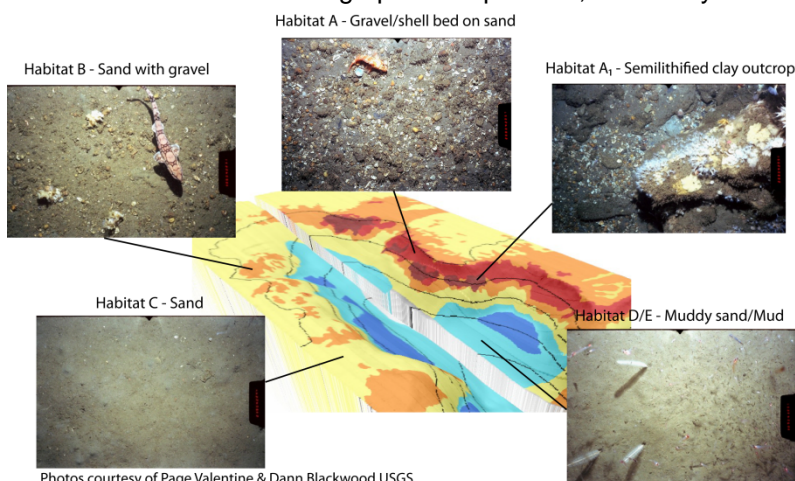 Habitat A - Gravel/shell bed on sand
Habitat B - Sand with gravel
Habitat A₁ - Semilithified clay outcrop
Habitat C - Sand
Habitat D/E - Muddy sand/Mud
Photos courtesy of Page Valentine & Dann Blackwood USGS